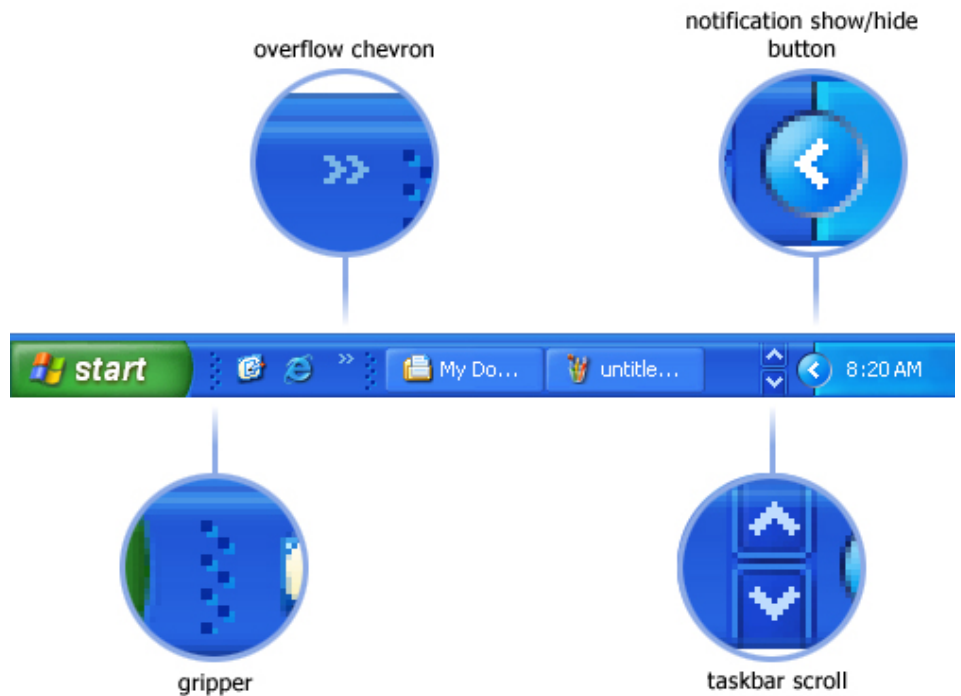 notification show/hide
button
overflow chevron
start
My Do...
untitle...
8:20 AM
gripper
taskbar scroll